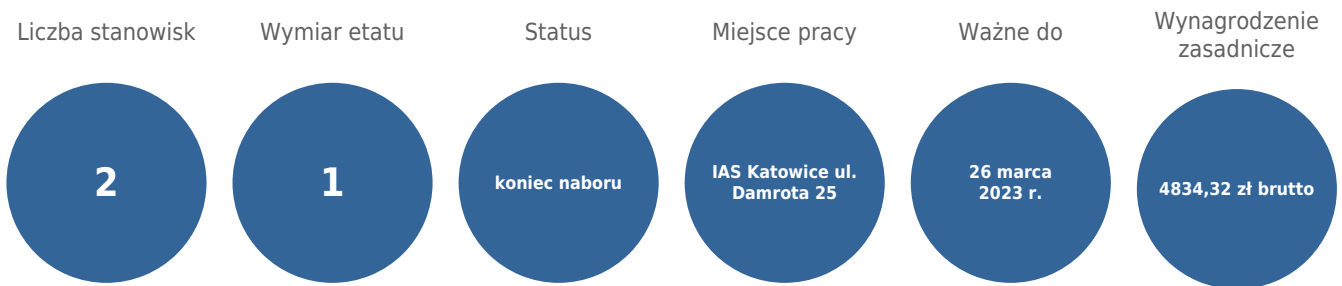 Liczba stanowisk
2
Wymiar etatu
1
Status
koniec naboru
Miejsce pracy
IAS Katowice ul.
Damrota 25
Ważne do
26 marca
2023 r.
Wynagrodzenie
zasadnicze
4834,32 zł brutto